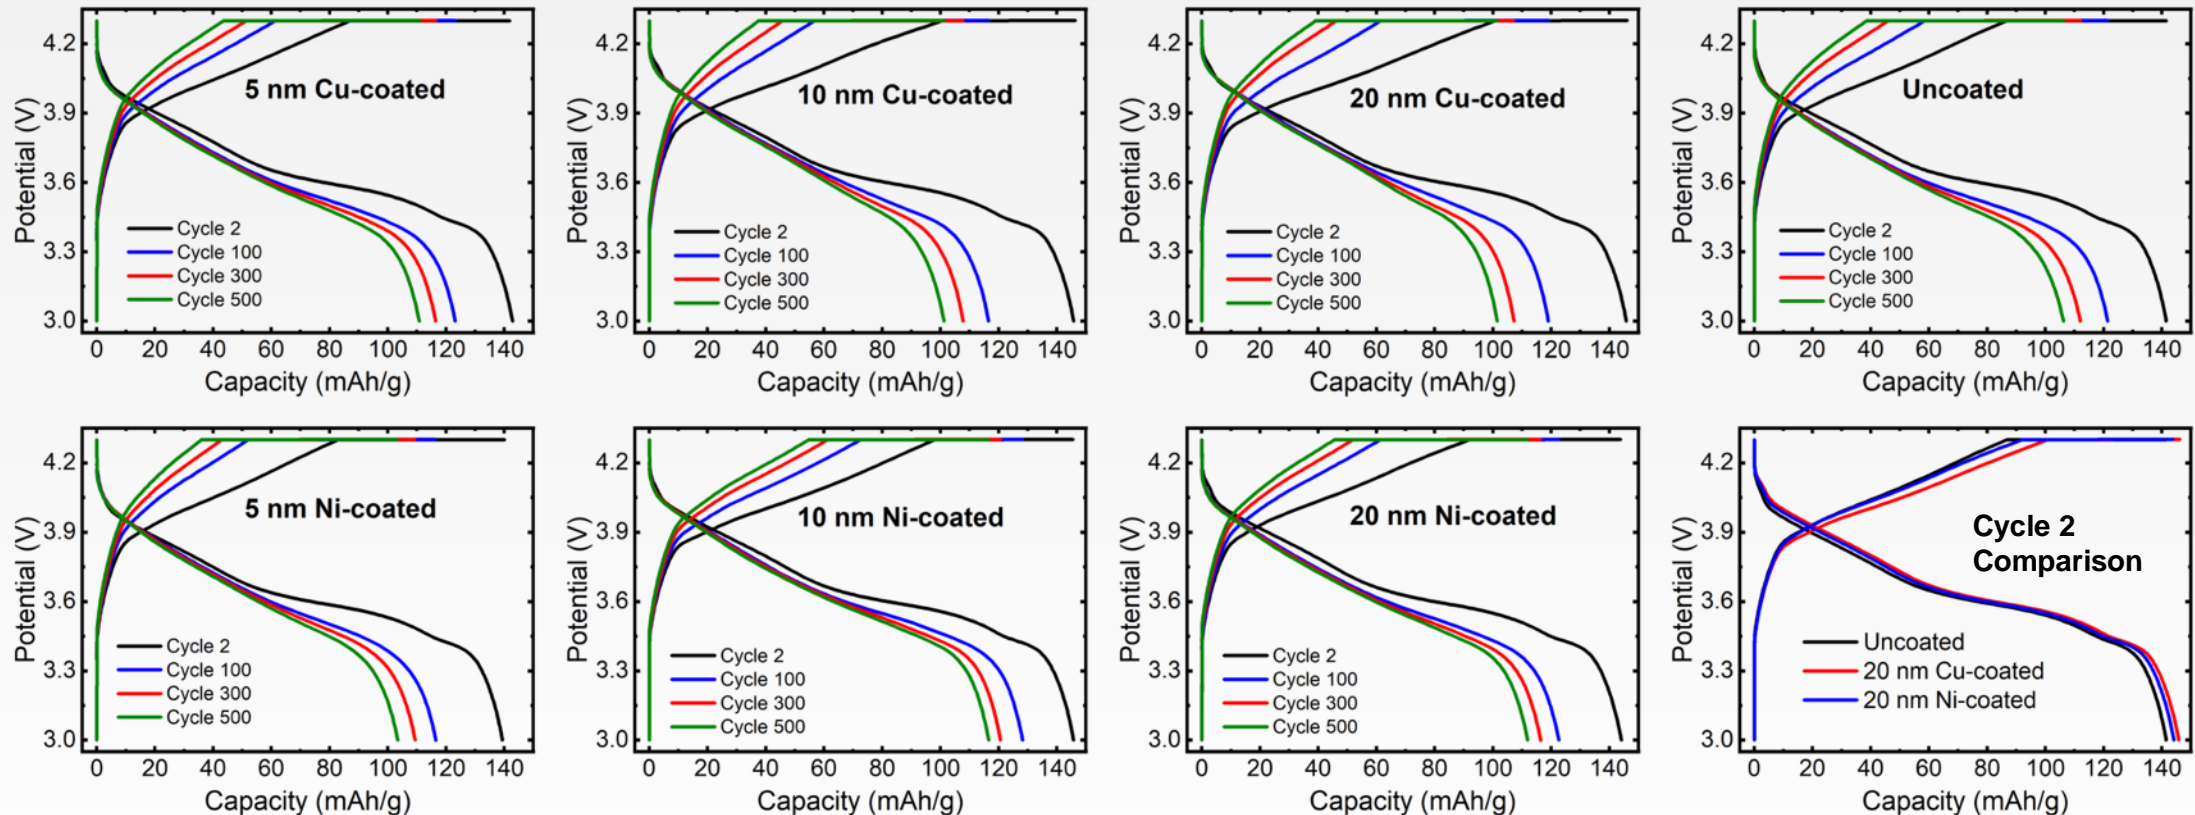 4.2
3.9
3.6
3.3
3.0
Potential (V)
5 nm Cu-coated
Cycle 2
Cycle 100
Cycle 300
Cycle 500
0 20 40 60 80 100 120 140
Capacity (mAh/g)
4.2
3.9
3.6
3.3
3.0
Potential (V)
10 nm Cu-coated
Cycle 2
Cycle 100
Cycle 300
Cycle 500
0 20 40 60 80 100 120 140
Capacity (mAh/g)
4.2
3.9
3.6
3.3
3.0
Potential (V)
20 nm Cu-coated
Cycle 2
Cycle 100
Cycle 300
Cycle 500
0 20 40 60 80 100 120 140
Capacity (mAh/g)
4.2
3.9
3.6
3.3
3.0
Potential (V)
Uncoated
Cycle 2
Cycle 100
Cycle 300
Cycle 500
0 20 40 60 80 100 120 140
Capacity (mAh/g)
4.2
3.9
3.6
3.3
3.0
Potential (V)
5 nm Ni-coated
Cycle 2
Cycle 100
Cycle 300
Cycle 500
0 20 40 60 80 100 120 140
Capacity (mAh/g)
4.2
3.9
3.6
3.3
3.0
Potential (V)
10 nm Ni-coated
Cycle 2
Cycle 100
Cycle 300
Cycle 500
0 20 40 60 80 100 120 140
Capacity (mAh/g)
4.2
3.9
3.6
3.3
3.0
Potential (V)
20 nm Ni-coated
Cycle 2
Cycle 100
Cycle 300
Cycle 500
0 20 40 60 80 100 120 140
Capacity (mAh/g)
4.2
3.9
3.6
3.3
3.0
Potential (V)
Cycle 2
Comparison
Uncoated
20 nm Cu-coated
20 nm Ni-coated
0 20 40 60 80 100 120 140
Capacity (mAh/g)